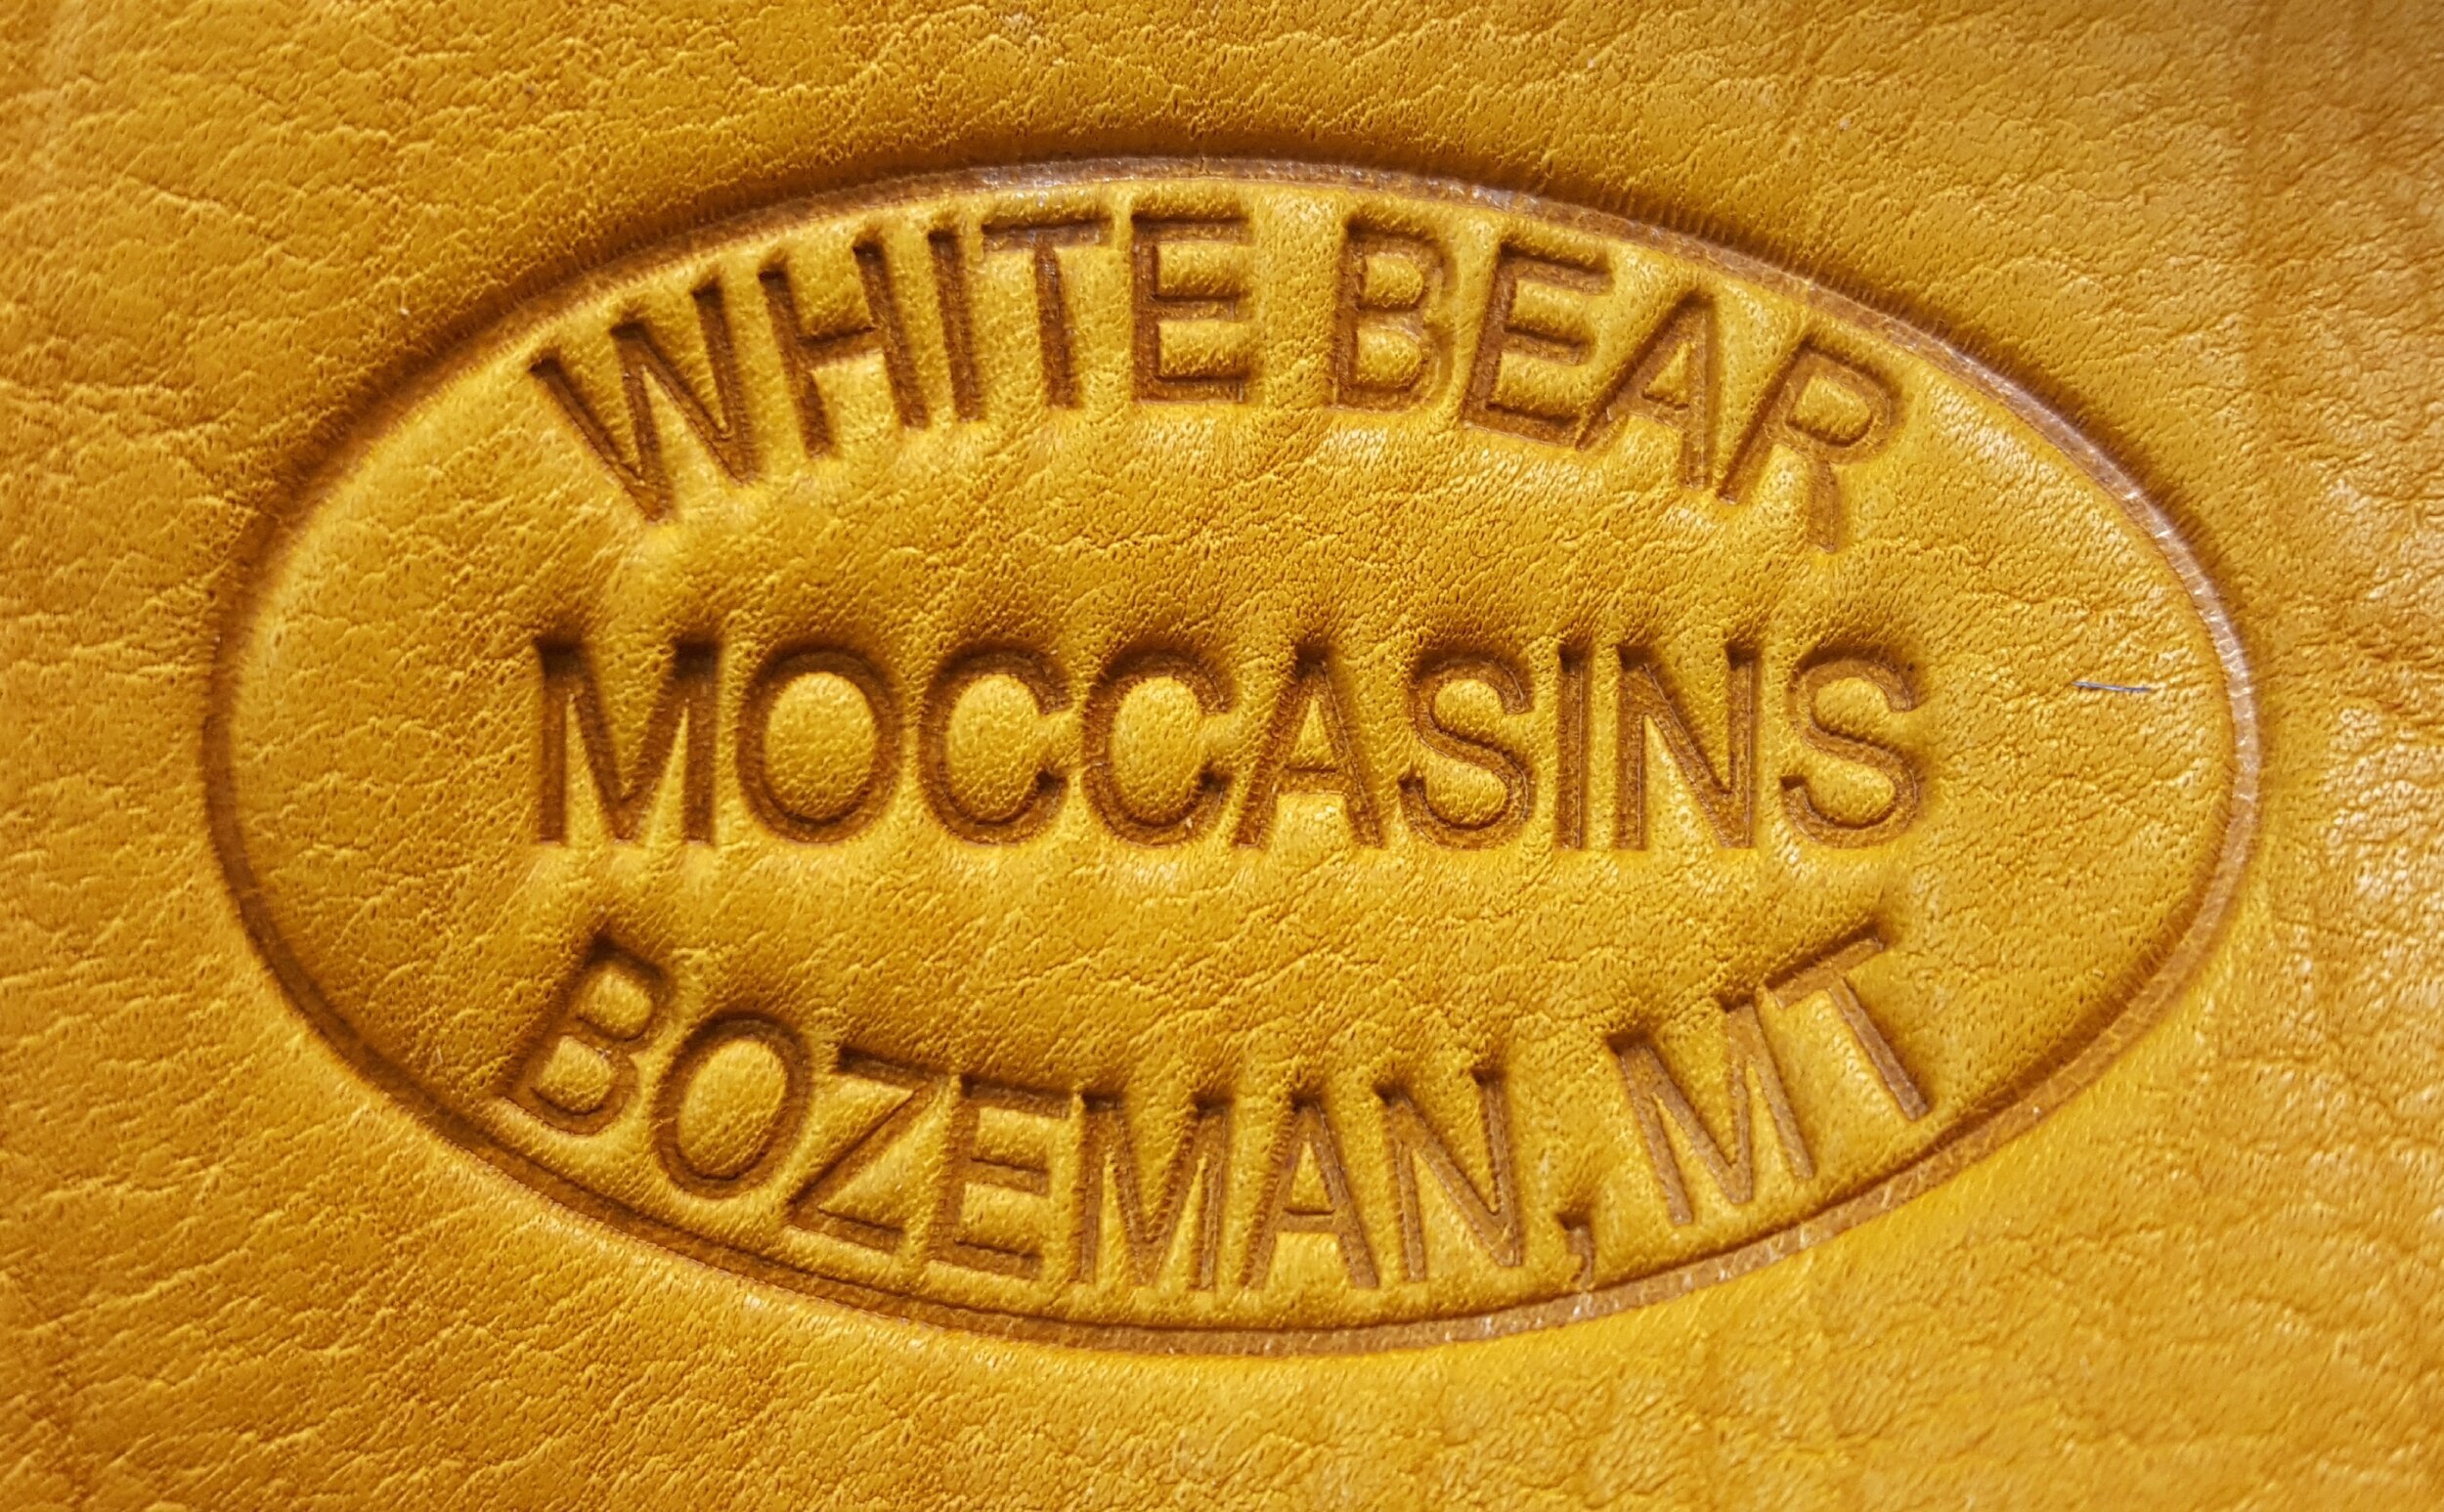 WHITE BEAR
MOCCASINS
BOZEMAN, MT